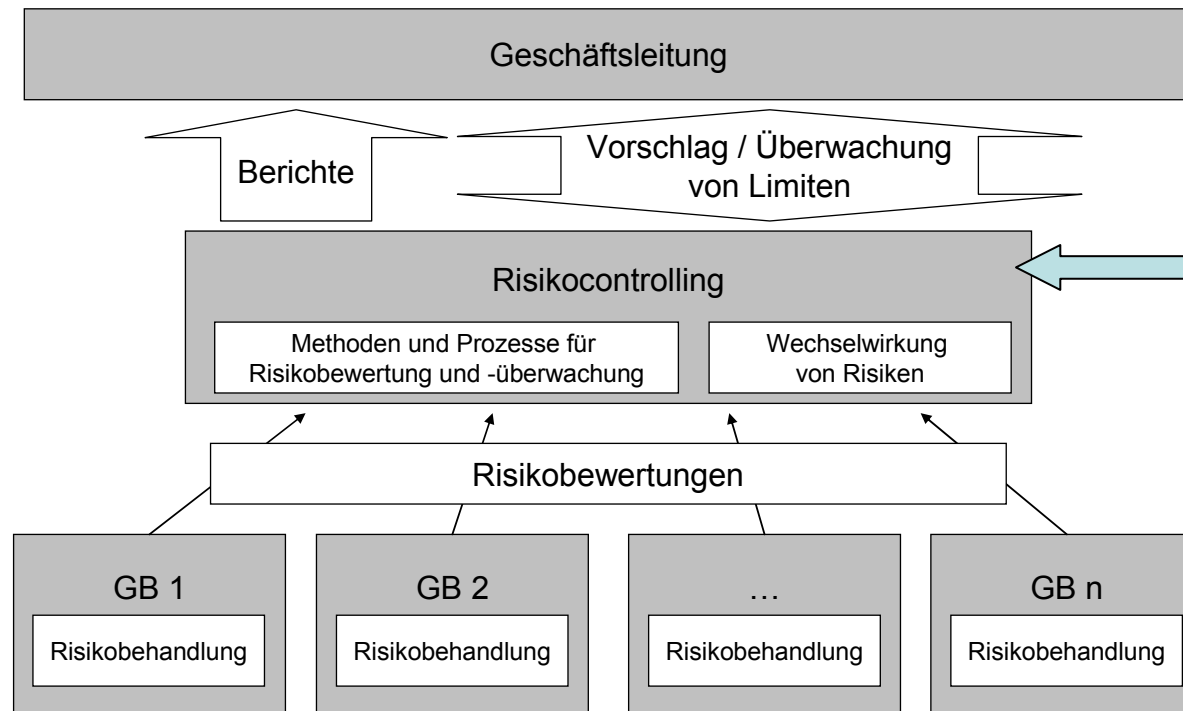 Geschäftsleitung
Berichte
Vorschlag / Überwachung
von Limiten
Risikocontrolling
Methoden und Prozesse für
Risikobewertung und -überwachung
Wechselwirkung
von Risiken
Risikobewertungen
GB 1
GB 2
…
GB n
Risikobehandlung
Risikobehandlung
Risikobehandlung
Risikobehandlung